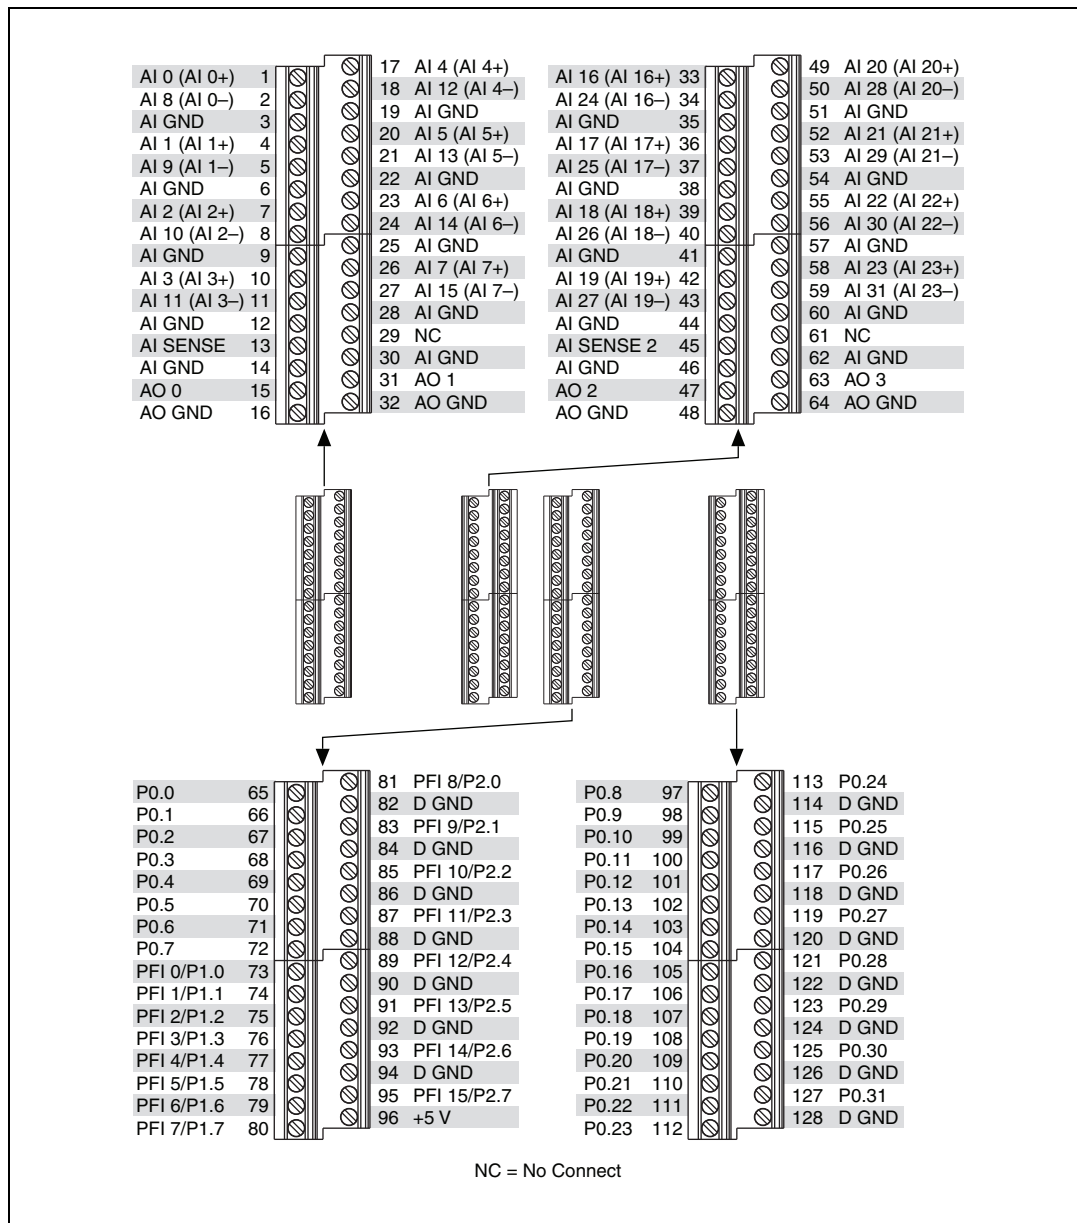 AI 0 (AI 0+) 1
AI 8 (AI 0–) 2
AI GND 3
AI 1 (AI 1+) 4
AI 9 (AI 1–) 5
AI GND 6
AI 2 (AI 2+) 7
AI 10 (AI 2–) 8
AI GND 9
AI 3 (AI 3+) 10
AI 11 (AI 3–) 11
AI GND 12
AI SENSE 13
AI GND 14
AO 0 15
AO GND 16
17 AI 4 (AI 4+)
18 AI 12 (AI 4–)
19 AI GND
20 AI 5 (AI 5+)
21 AI 13 (AI 5–)
22 AI GND
23 AI 6 (AI 6+)
24 AI 14 (AI 6–)
25 AI GND
26 AI 7 (AI 7+)
27 AI 15 (AI 7–)
28 AI GND
29 NC
30 AI GND
31 AO 1
32 AO GND
AI 16 (AI 16+) 33
AI 24 (AI 16–) 34
AI GND 35
AI 17 (AI 17+) 36
AI 25 (AI 17–) 37
AI GND 38
AI 18 (AI 18+) 39
AI 26 (AI 18–) 40
AI GND 41
AI 19 (AI 19+) 42
AI 27 (AI 19–) 43
AI GND 44
AI SENSE 2 45
AI GND 46
AO 2 47
AO GND 48
49 AI 20 (AI 20+)
50 AI 28 (AI 20–)
51 AI GND
52 AI 21 (AI 21+)
53 AI 29 (AI 21–)
54 AI GND
55 AI 22 (AI 22+)
56 AI 30 (AI 22–)
57 AI GND
58 AI 23 (AI 23+)
59 AI 31 (AI 23–)
60 AI GND
61 NC
62 AI GND
63 AO 3
64 AO GND
P0.0 65
P0.1 66
P0.2 67
P0.3 68
P0.4 69
P0.5 70
P0.6 71
P0.7 72
PFI 0/P1.0 73
PFI 1/P1.1 74
PFI 2/P1.2 75
PFI 3/P1.3 76
PFI 4/P1.4 77
PFI 5/P1.5 78
PFI 6/P1.6 79
PFI 7/P1.7 80
81 PFI 8/P2.0
82 D GND
83 PFI 9/P2.1
84 D GND
85 PFI 10/P2.2
86 D GND
87 PFI 11/P2.3
88 D GND
89 PFI 12/P2.4
90 D GND
91 PFI 13/P2.5
92 D GND
93 PFI 14/P2.6
94 D GND
95 PFI 15/P2.7
96 +5 V
P0.8 97
P0.9 98
P0.10 99
P0.11 100
P0.12 101
P0.13 102
P0.14 103
P0.15 104
P0.16 105
P0.17 106
P0.18 107
P0.19 108
P0.20 109
P0.21 110
P0.22 111
P0.23 112
113 P0.24
114 D GND
115 P0.25
116 D GND
117 P0.26
118 D GND
119 P0.27
120 D GND
121 P0.28
122 D GND
123 P0.29
124 D GND
125 P0.30
126 D GND
127 P0.31
128 D GND
NC = No Connect